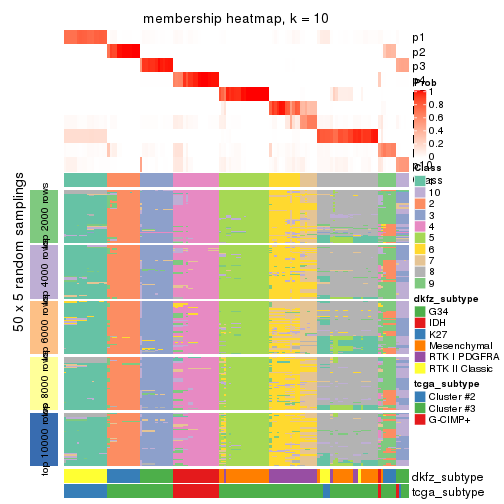 membership heatmap, k = 10
p1
p2
p3
p4
p10
Prob
1
0.8
0.6
0.4
0.2
0
Class
Class
1
10
2
3
4
5
6
7
8
9
dkfz_subtype
G34
IDH
K27
Mesenchymal
RTK I PDGFRA
RTK II Classic
tcga_subtype
Cluster #2
Cluster #3
G-CIMP+
50 x 5 random samplings
top 2000 rows
top 4000 rows
top 6000 rows
top 8000 rows
top 10000 rows
dkfz_subtype
tcga_subtype